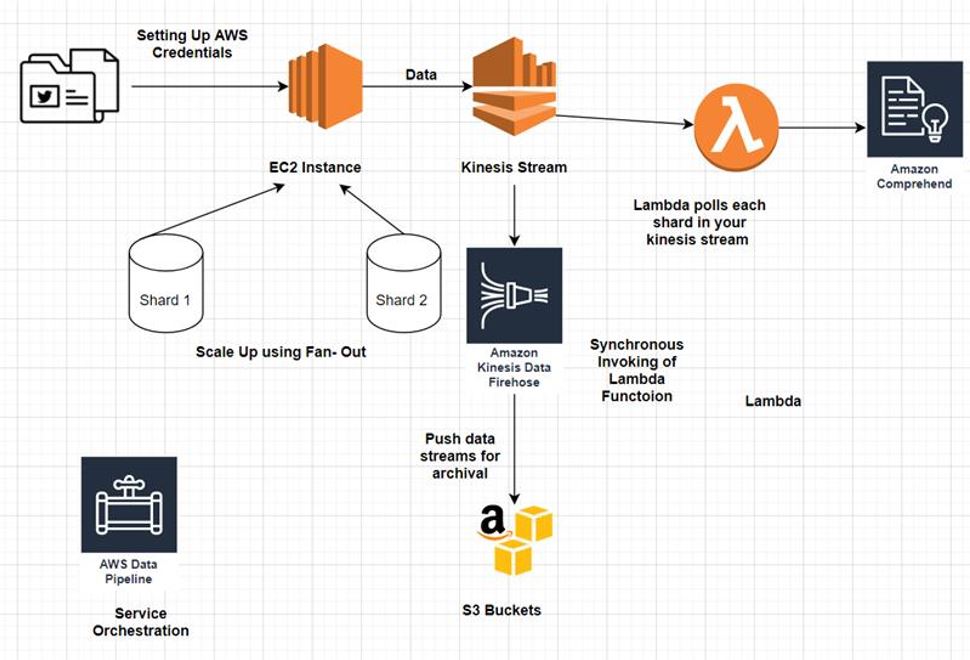 Setting Up AWS
Credentials
Data
EC2 Instance
Kinesis Stream
Amazon
Comprehend
Lambda polls each
shard in your
kinesis stream
Shard 1
Shard 2
Scale Up using Fan- Out
Amazon
Kinesis Data
Firehose
Synchronous
Invoking of
Lambda
Functoion
Lambda
Push data
streams for
archival
a
AWS Data
Pipeline
Service
Orchestration
S3 Buckets